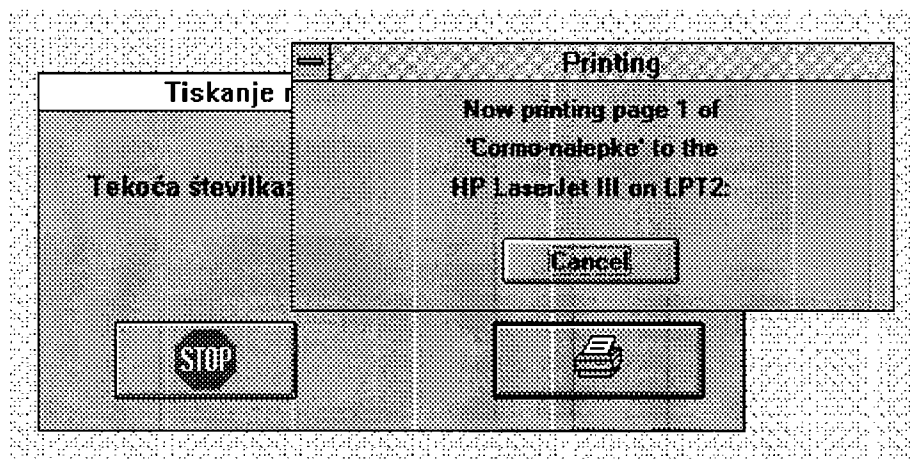 Printing
Tiskanje
Now printing page 1 of
'Cormo-nalepke' to the
Tekoča številka:
HP LaserJet III on LPT2:
Cancel
STOP